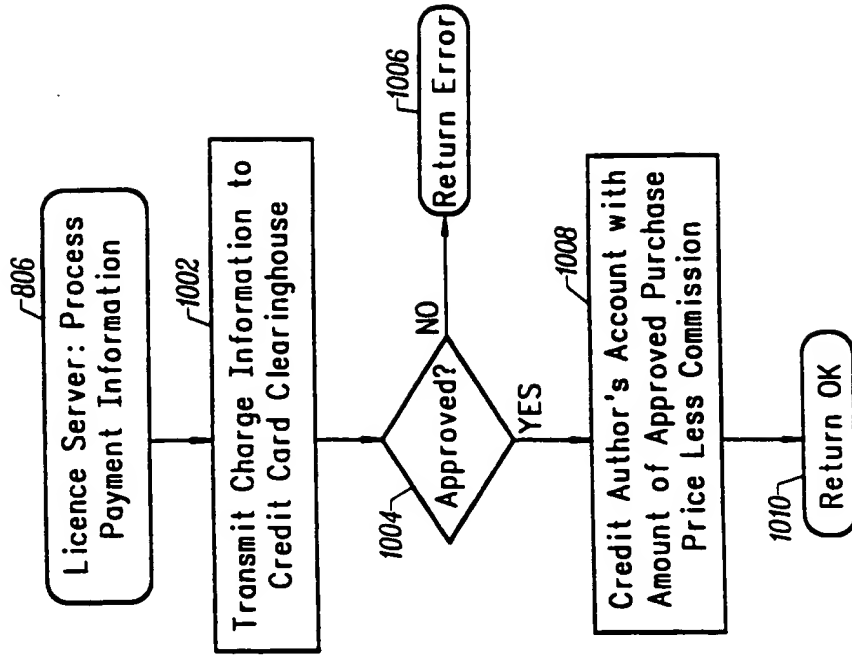 806
Licence Server: Process
Payment Information
1002
Transmit Charge Information to
Credit Card Clearinghouse
1004
Approved?
NO
1006
Return Error
YES
1008
Credit Author's Account with
Amount of Approved Purchase
Price Less Commission
1010
Return OK